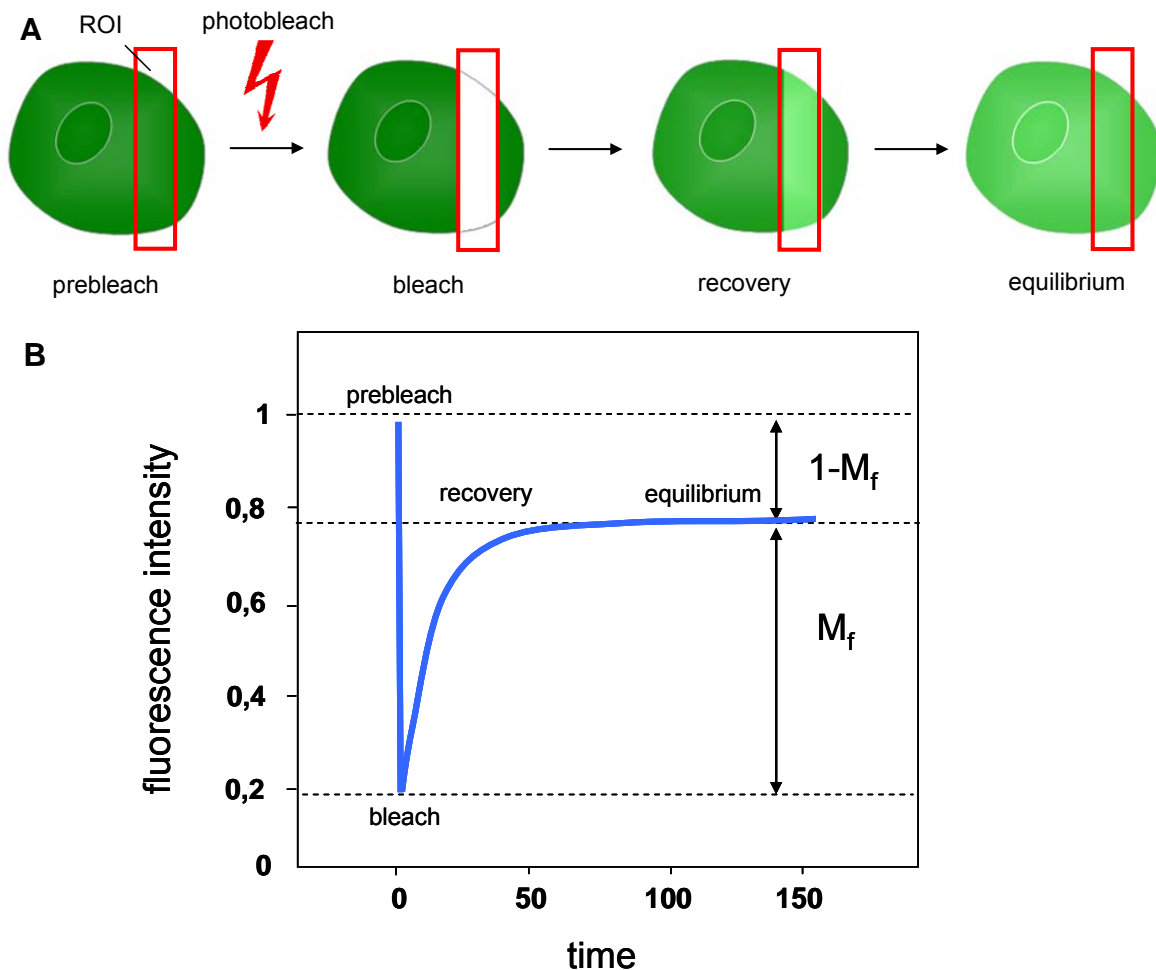 A
ROI
photobleach
prebleach
bleach
recovery
equilibrium
B
fluorescence intensity
1
0,8
0,6
0,4
0,2
0
prebleach
recovery
equilibrium
bleach
1-Mf
Mf
0
50
100
150
time